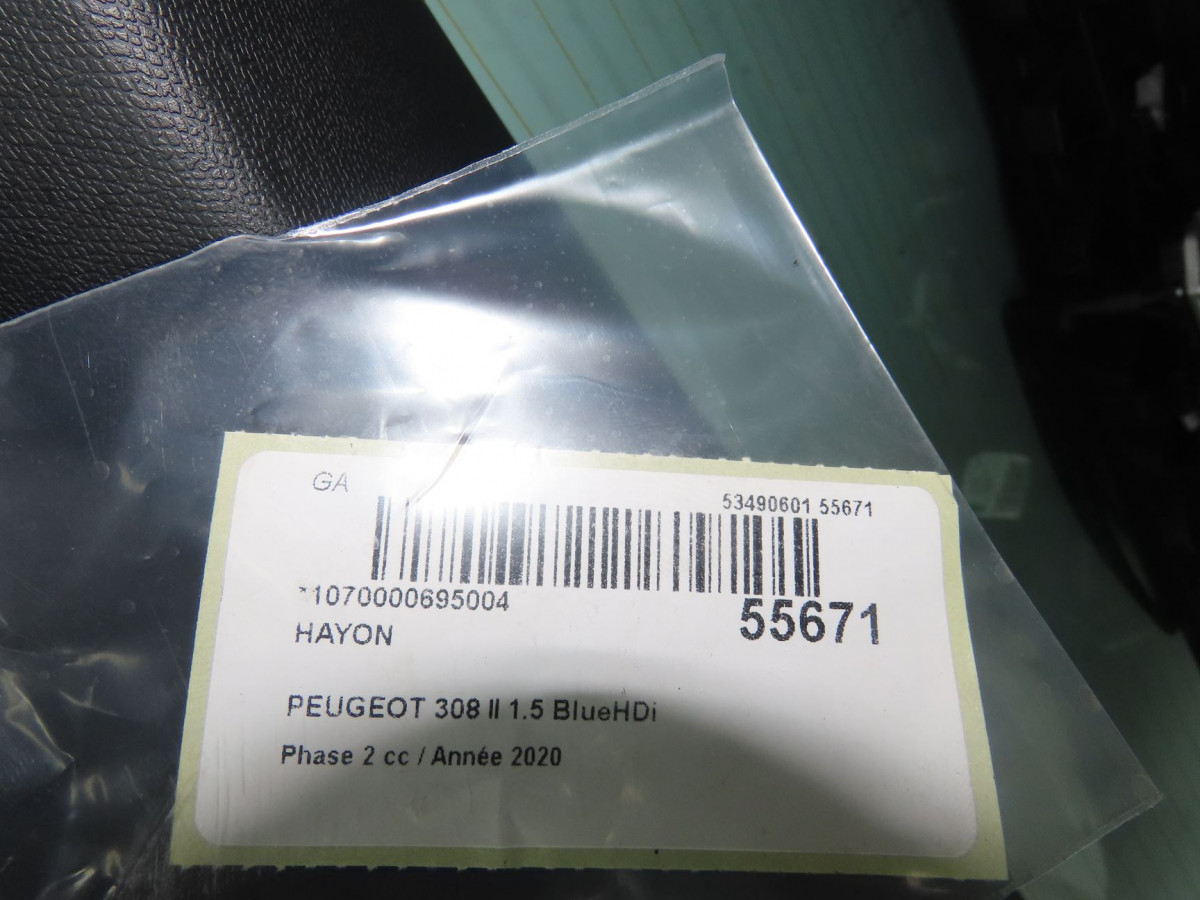 GA
53490601 55671
*1070000695004
55671
HAYON
PEUGEOT 308 II 1.5 BlueHDi
Phase 2 cc / Année 2020